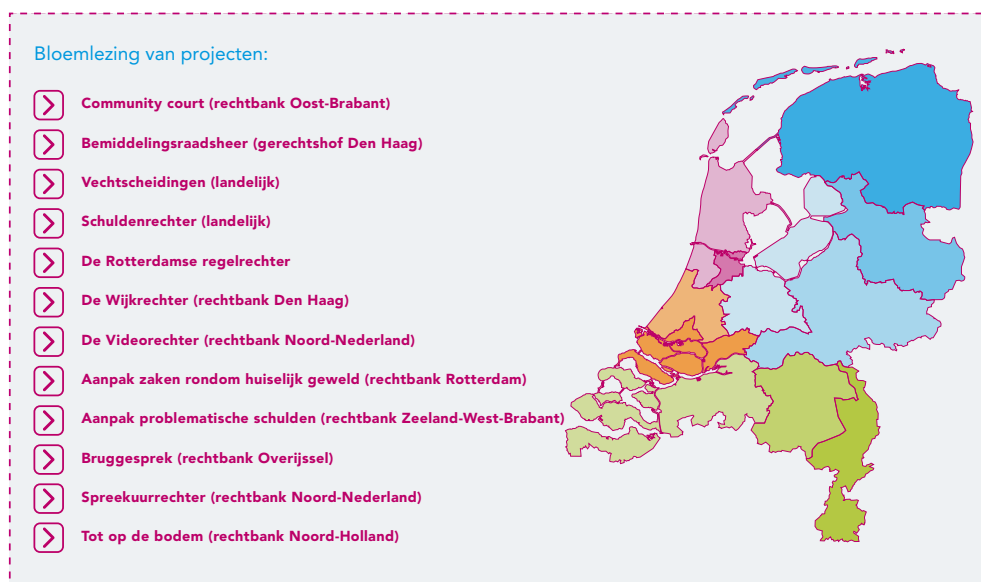 Bloemlezing van projecten:
Community court (rechtbank Oost-Brabant)
Bemiddelingsraadsheer (gerechtshof Den Haag)
Vechtscheidingen (landelijk)
Schuldenrechter (landelijk)
De Rotterdamse regelrechter
De Wijkrechter (rechtbank Den Haag)
De Videorechter (rechtbank Noord-Nederland)
Aanpak zaken rondom huiselijk geweld (rechtbank Rotterdam)
Aanpak problematische schulden (rechtbank Zeeland-West-Brabant)
Bruggesprek (rechtbank Overijssel)
Spreekuurrechter (rechtbank Noord-Nederland)
Tot op de bodem (rechtbank Noord-Holland)